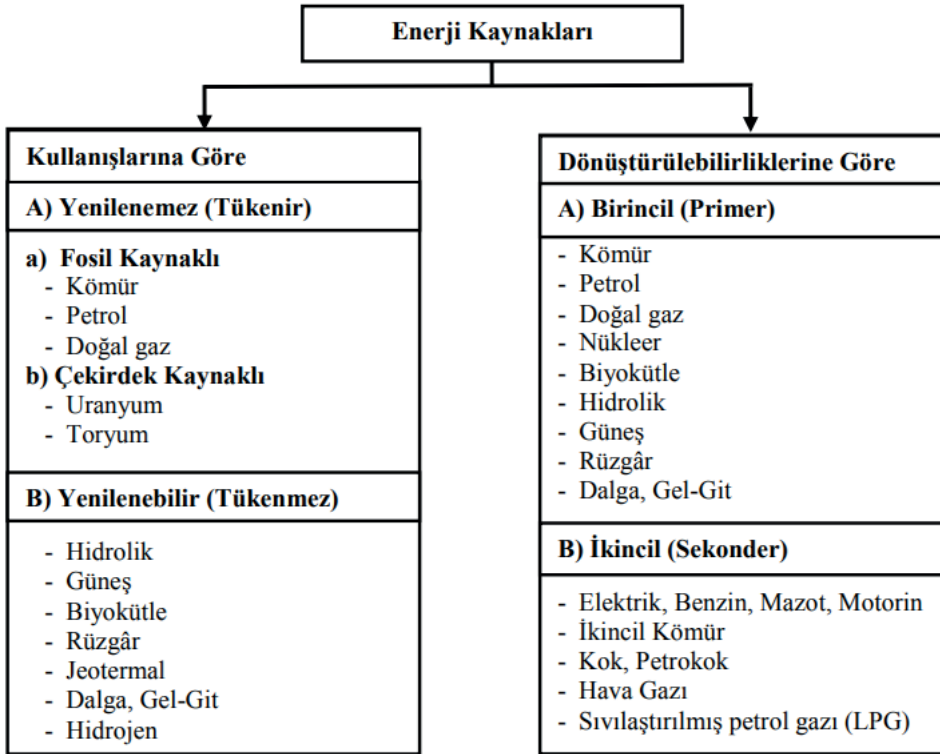 Enerji Kaynakları
Kullanışlarına Göre
A) Yenilenemez (Tükenir)
a) Fosil Kaynaklı
- Kömür
- Petrol
- Doğal gaz
b) Çekirdek Kaynaklı
- Uranyum
- Toryum
B) Yenilenebilir (Tükenmez)
- Hidrolik
- Güneş
- Biyokütle
- Rüzgâr
- Jeotermal
- Dalga, Gel-Git
- Hidrojen
Dönüştürülebilirliklerine Göre
A) Birincil (Primer)
- Kömür
- Petrol
- Doğal gaz
- Nükleer
- Biyokütle
- Hidrolik
- Güneş
- Rüzgâr
- Dalga, Gel-Git
B) İkincil (Sekonder)
- Elektrik, Benzin, Mazot, Motorin
- İkincil Kömür
- Kok, Petrokok
- Hava Gazı
- Sıvılaştırılmış petrol gazı (LPG)